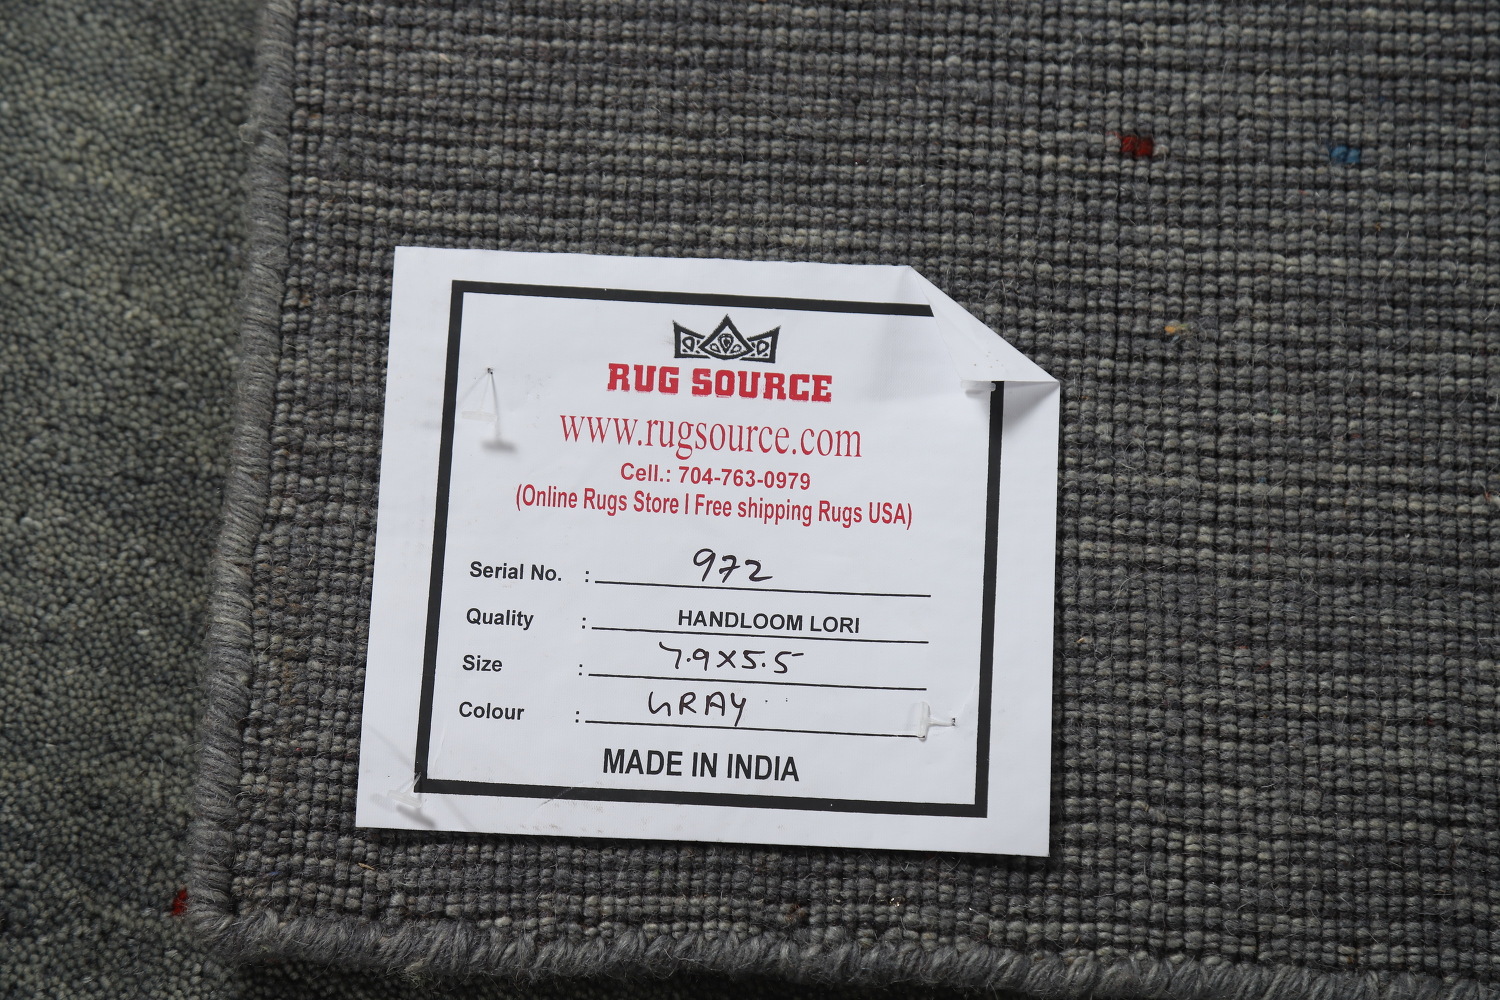 RUG SOURCE
www.rugsource.com
Cell.: 704-763-0979
(Online Rugs Store | Free shipping Rugs USA)
Serial No. : 972
Quality : HANDLOOM LORI
Size : 7.9X5.5
Colour : GRAY
MADE IN INDIA